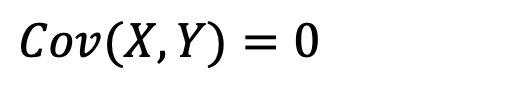 Cov(X, Y) = 0